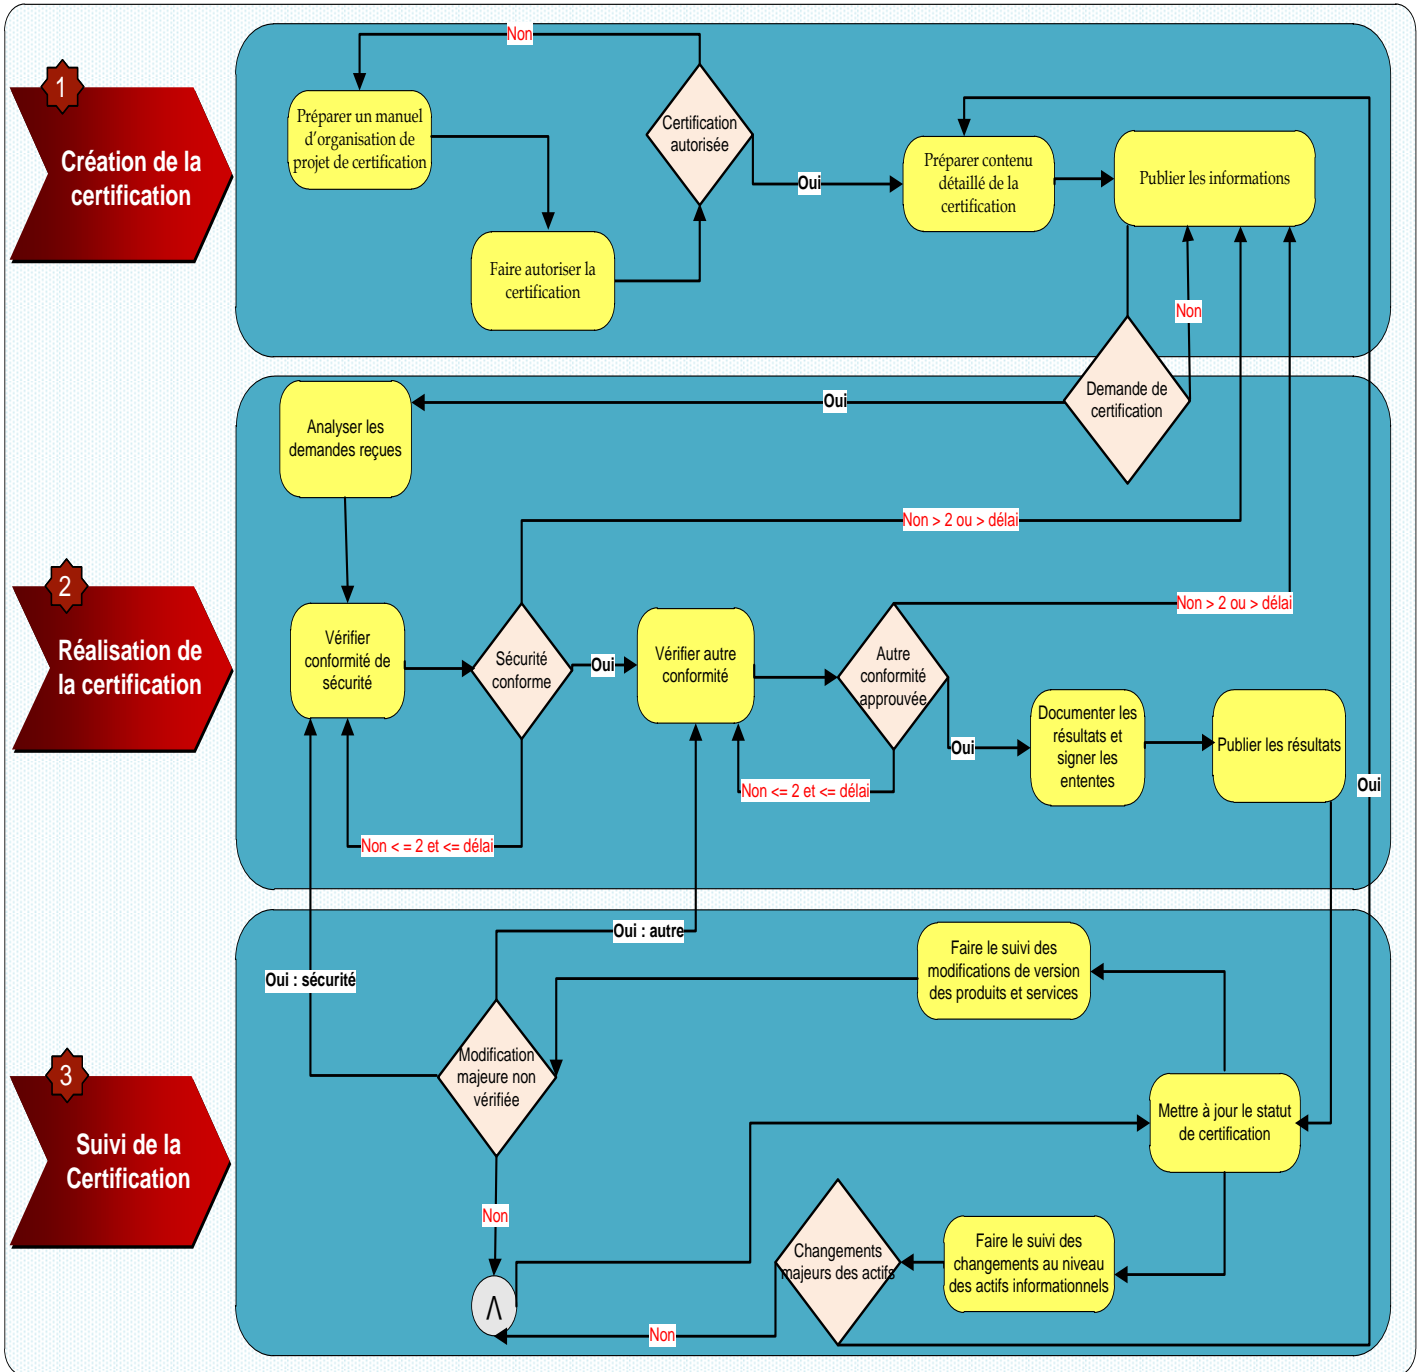 1
Création de la
certification
Non
Préparer un manuel
d'organisation de
projet de certification
Faire autoriser la
certification
Certification
autorisée
Oui
Préparer contenu
détaillé de la
certification
Publier les informations
Non
Demande de
certification
Oui
2
Réalisation de
la certification
Analyser les
demandes reçues
Non > 2 ou > délai
Non > 2 ou > délai
Vérifier
conformité de
sécurité
Sécurité
conforme
Oui
Vérifier autre
conformité
Autre
conformité
approuvée
Oui
Documenter les
résultats et
signer les
ententes
Publier les résultats
Oui
Non <= 2 et <= délai
Non < = 2 et <= délai
3
Suivi de la
Certification
Oui : autre
Oui : sécurité
Faire le suivi des
modifications de version
des produits et services
Modification
majeure non
vérifiée
Mettre à jour le statut
de certification
Non
Changements
majeurs des actifs
Faire le suivi des
changements au niveau
des actifs informationnels
Λ
Non